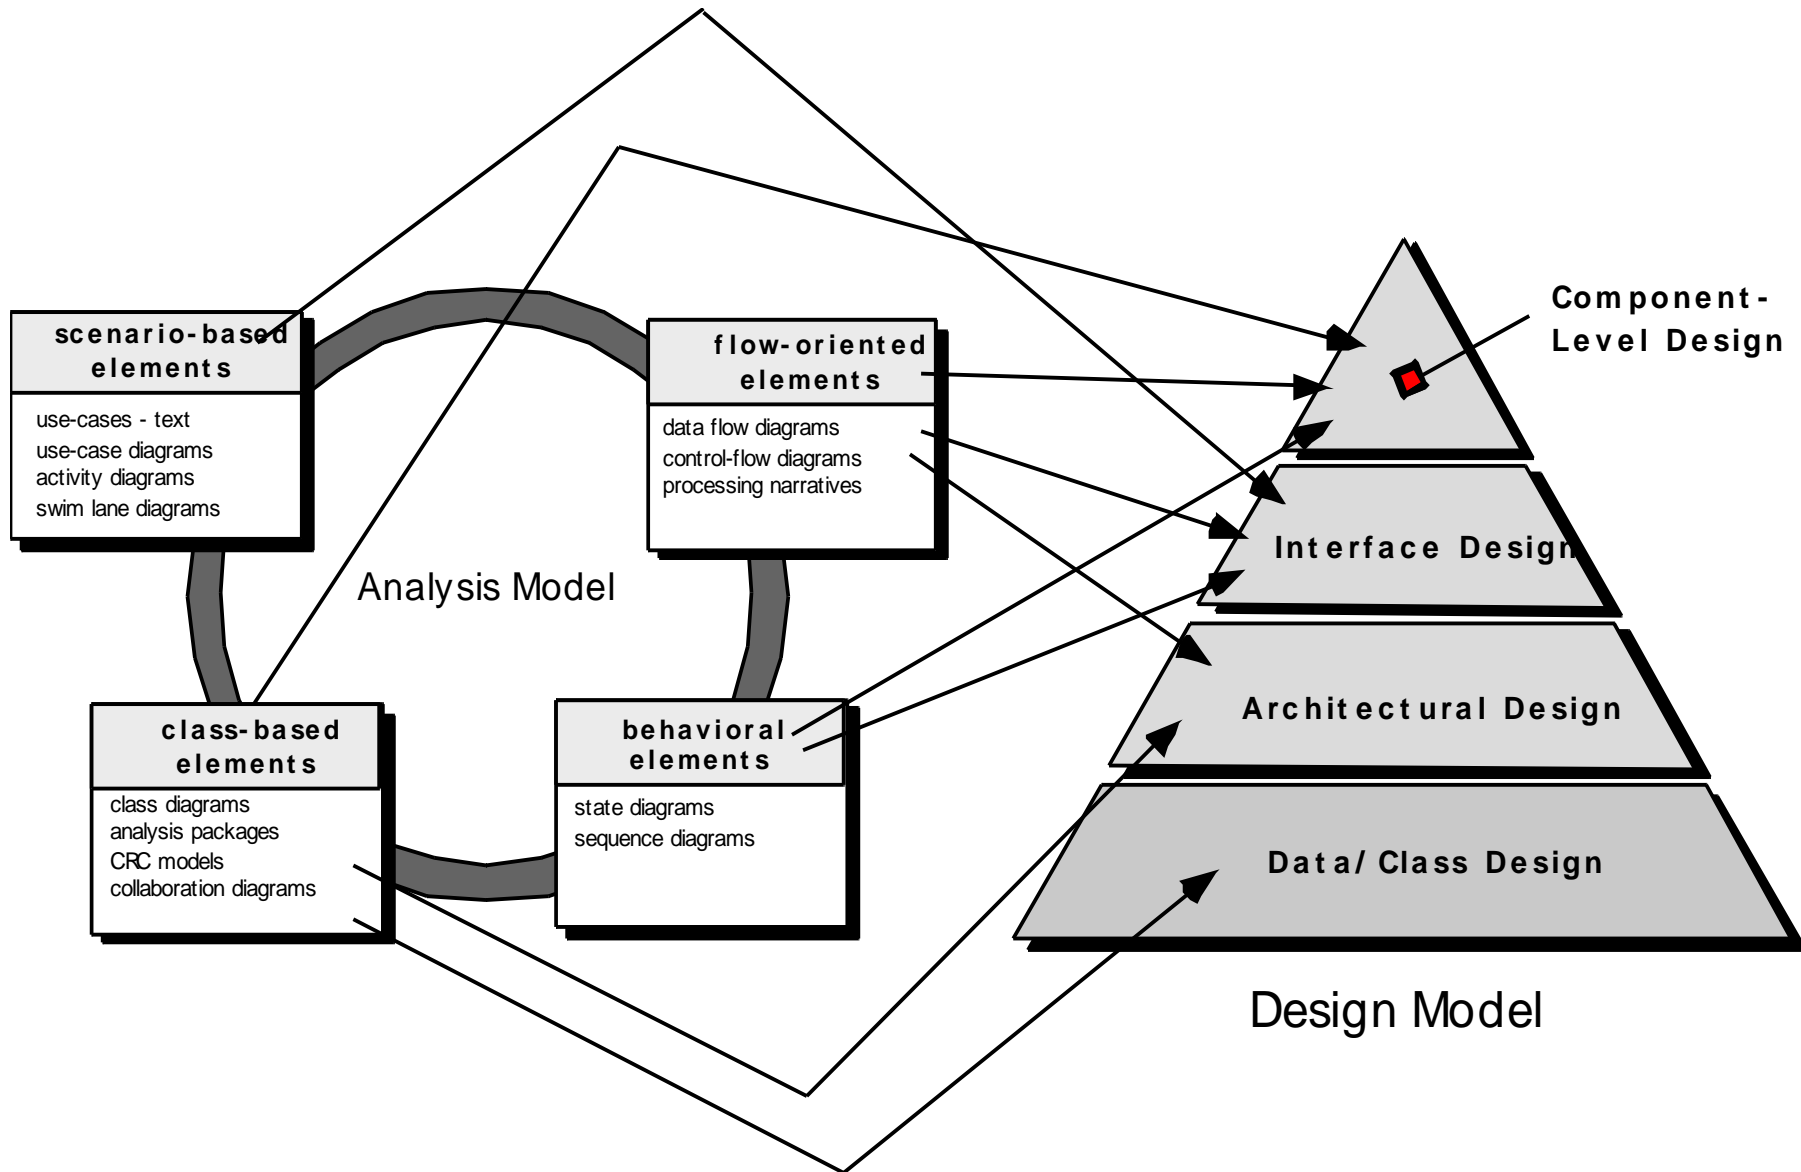 scenario-based
elements
use-cases - text
use-case diagrams
activity diagrams
swim lane diagrams
flow-oriented
elements
data flow diagrams
control-flow diagrams
processing narratives
Analysis Model
class-based
elements
class diagrams
analysis packages
CRC models
collaboration diagrams
behavioral
elements
state diagrams
sequence diagrams
Component-
Level Design
Interface Design
Architectural Design
Data/Class Design
Design Model